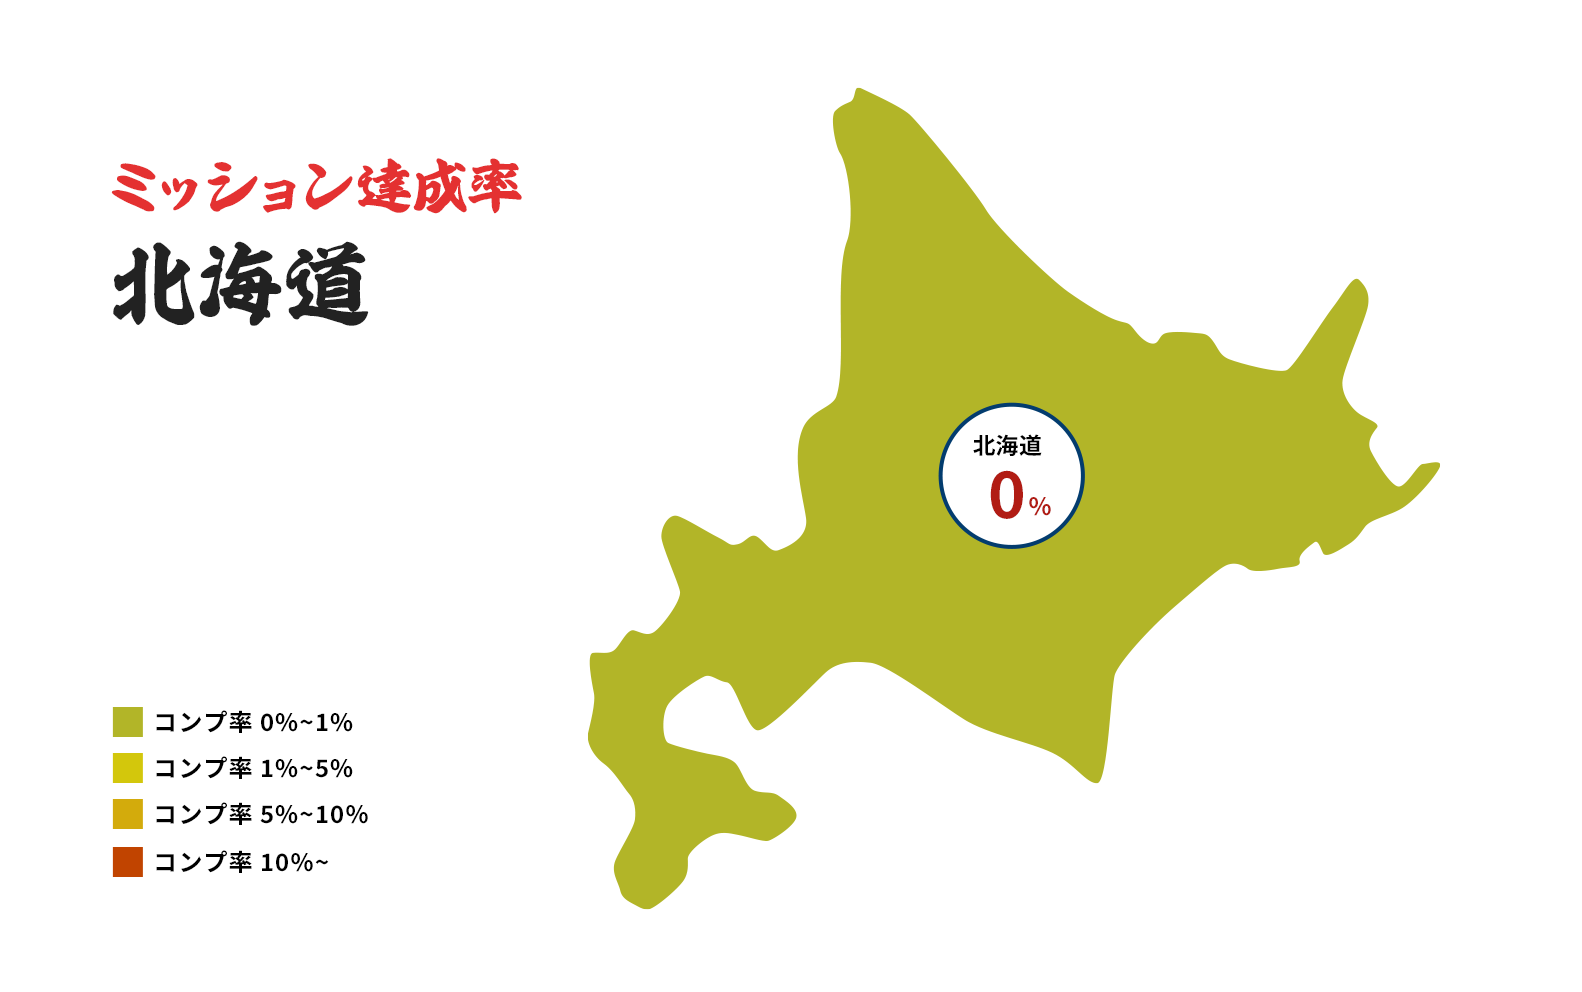 ミッション達成率
北海道
北海道
0%
コンプ率 0%~1%
コンプ率 1%~5%
コンプ率 5%~10%
コンプ率 10%~